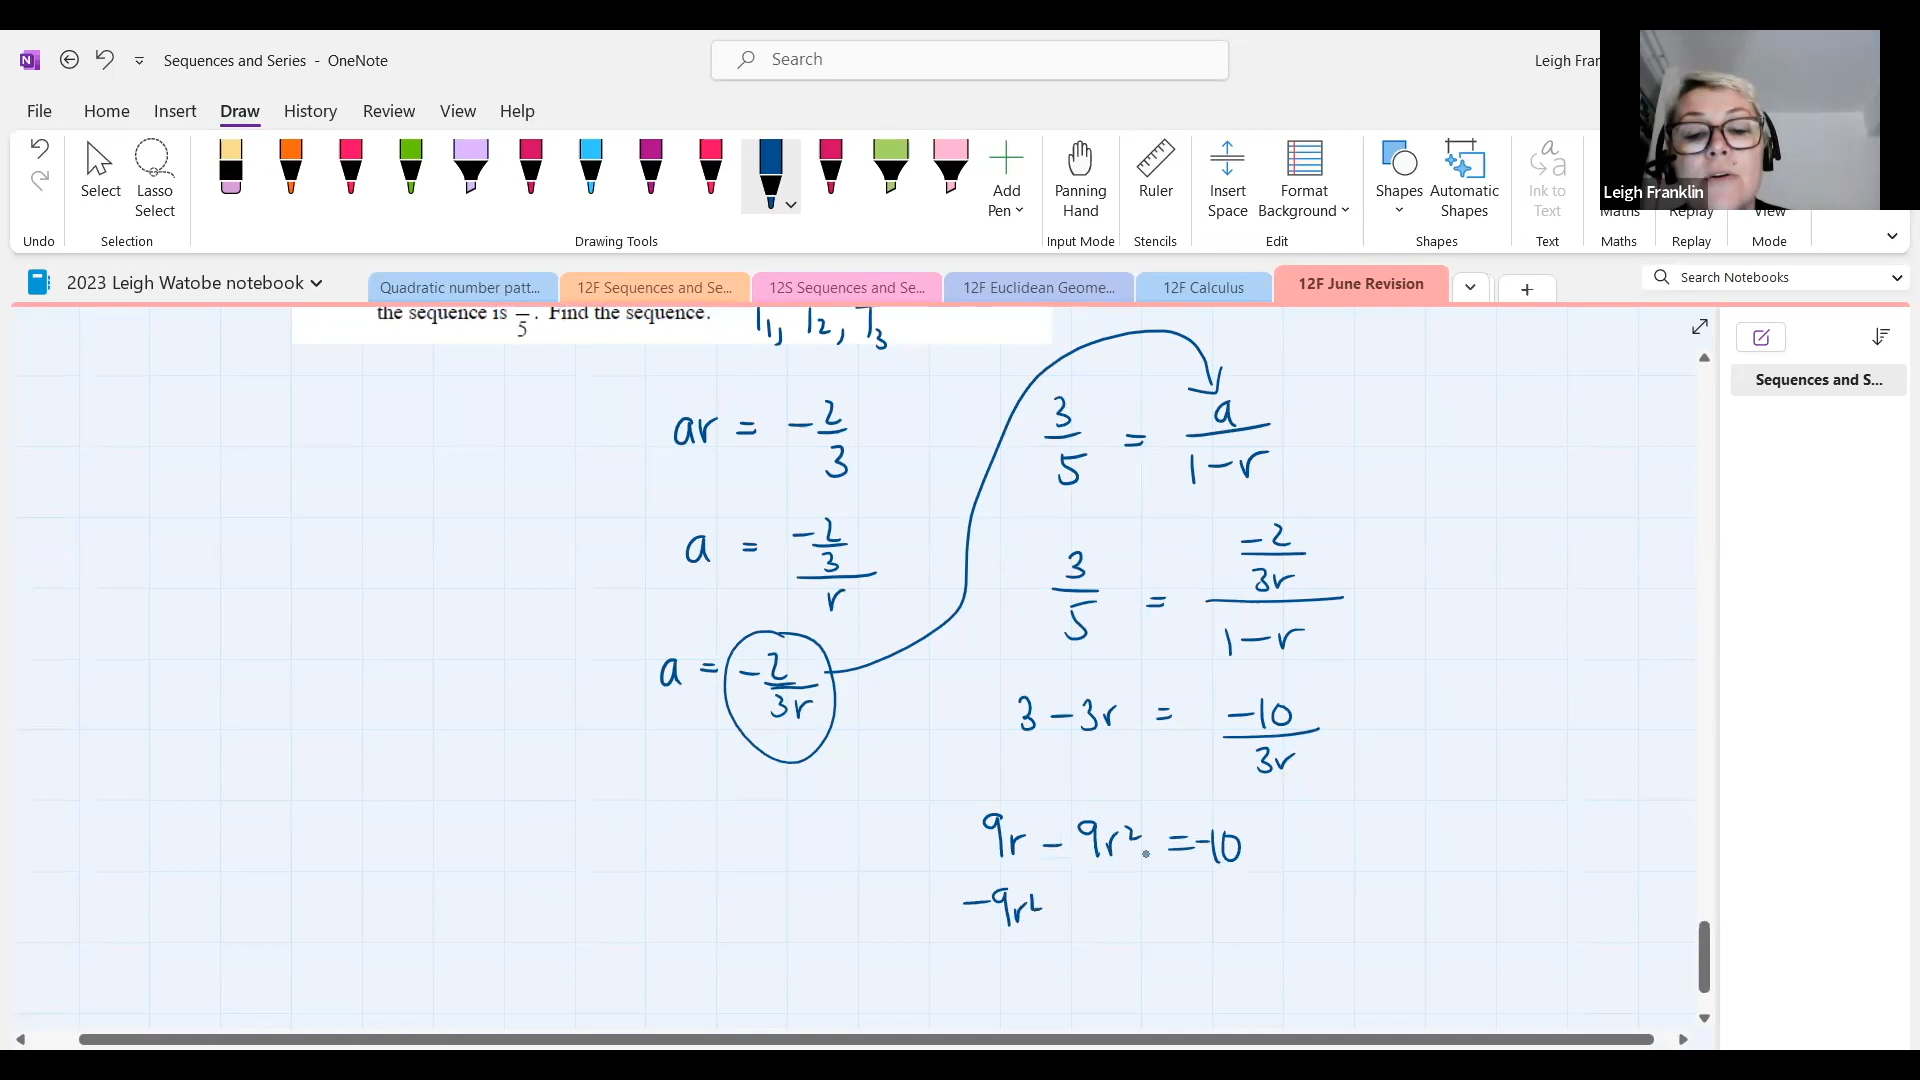 Sequences and Series - OneNote
Search
Leigh Fran
File Home Insert Draw History Review View Help
Undo
Select
Lasso Select
Selection
Drawing Tools
Add Pen
Panning Hand
Input Mode
Ruler
Stencils
Insert Space
Format Background
Edit
Shapes
Automatic Shapes
Shapes
Ink to Text
Text
Maths
Maths
Replay
Replay
View
Mode
Leigh Franklin
2023 Leigh Watobe notebook
Quadratic number patt...
12F Sequences and Se...
12S Sequences and Se...
12F Euclidean Geome...
12F Calculus
12F June Revision
Search Notebooks
Sequences and S...
the sequence is –/5. Find the sequence. T₁, T₂, T₃
ar = -2/3
3/5 = a/(1-r)
a = (-2/3)/r
3/5 = (-2/3r)/(1-r)
a = -2/3r
3 - 3r = -10/3r
9r - 9r² = -10
-9r²